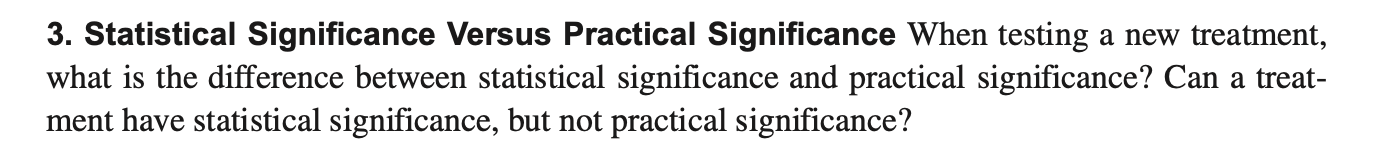 3. Statistical Significance Versus Practical Significance When testing a new treatment,
what is the difference between statistical significance and practical significance? Can a treat-
ment have statistical significance, but not practical significance?